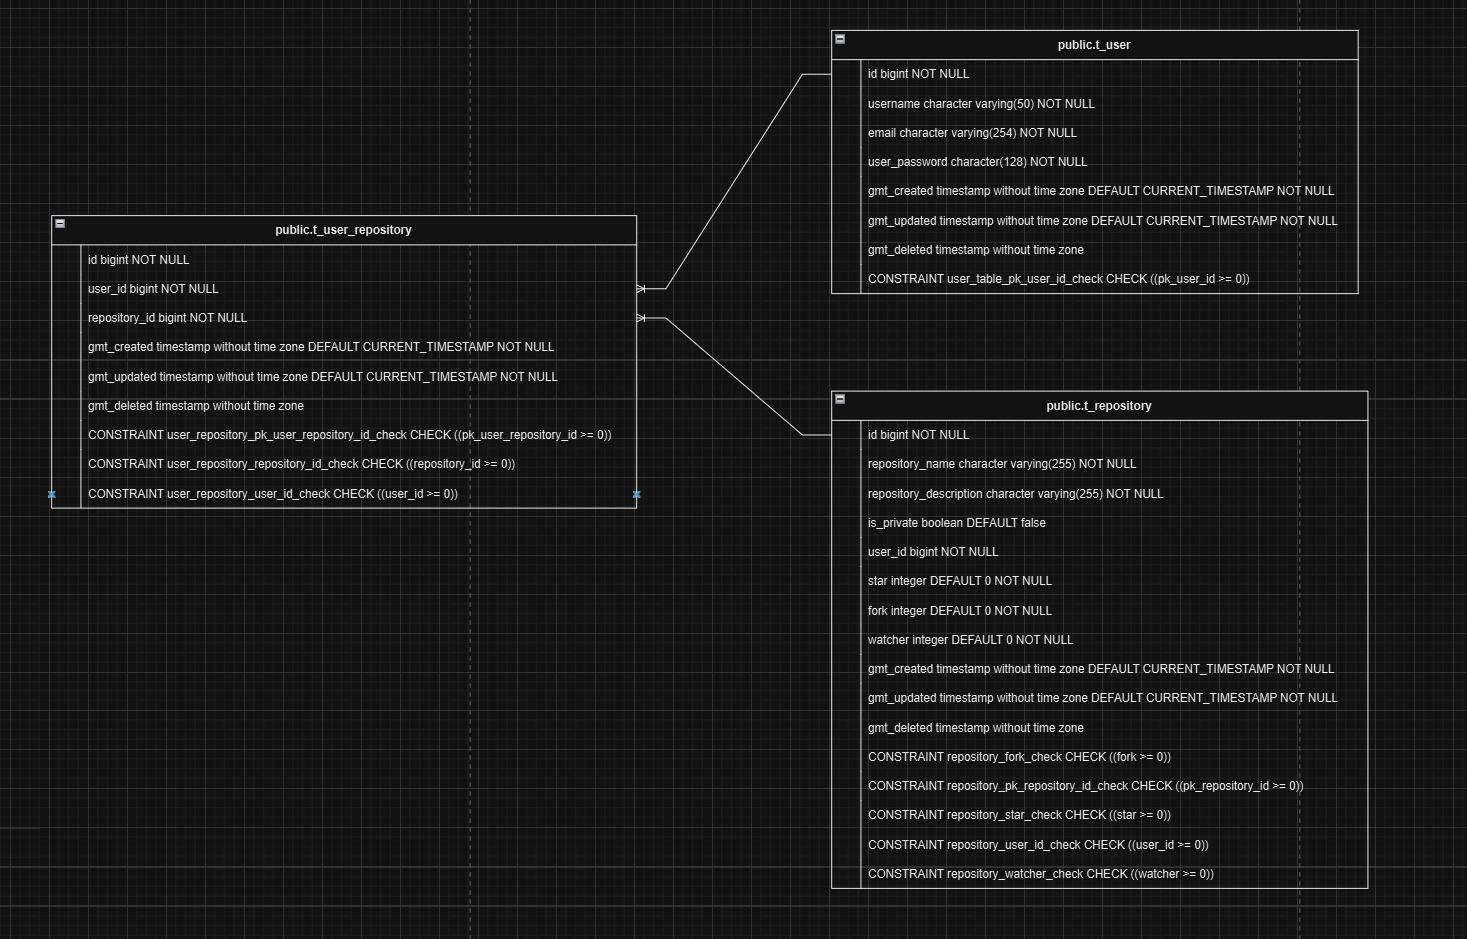 public.t_user
id bigint NOT NULL
username character varying(50) NOT NULL
email character varying(254) NOT NULL
user_password character(128) NOT NULL
gmt_created timestamp without time zone DEFAULT CURRENT_TIMESTAMP NOT NULL
gmt_updated timestamp without time zone DEFAULT CURRENT_TIMESTAMP NOT NULL
gmt_deleted timestamp without time zone
CONSTRAINT user_table_pk_user_id_check CHECK ((pk_user_id >= 0))
public.t_user_repository
id bigint NOT NULL
user_id bigint NOT NULL
repository_id bigint NOT NULL
gmt_created timestamp without time zone DEFAULT CURRENT_TIMESTAMP NOT NULL
gmt_updated timestamp without time zone DEFAULT CURRENT_TIMESTAMP NOT NULL
gmt_deleted timestamp without time zone
CONSTRAINT user_repository_pk_user_repository_id_check CHECK ((pk_user_repository_id >= 0))
CONSTRAINT user_repository_repository_id_check CHECK ((repository_id >= 0))
CONSTRAINT user_repository_user_id_check CHECK ((user_id >= 0))
public.t_repository
id bigint NOT NULL
repository_name character varying(255) NOT NULL
repository_description character varying(255) NOT NULL
is_private boolean DEFAULT false
user_id bigint NOT NULL
star integer DEFAULT 0 NOT NULL
fork integer DEFAULT 0 NOT NULL
watcher integer DEFAULT 0 NOT NULL
gmt_created timestamp without time zone DEFAULT CURRENT_TIMESTAMP NOT NULL
gmt_updated timestamp without time zone DEFAULT CURRENT_TIMESTAMP NOT NULL
gmt_deleted timestamp without time zone
CONSTRAINT repository_fork_check CHECK ((fork >= 0))
CONSTRAINT repository_pk_repository_id_check CHECK ((pk_repository_id >= 0))
CONSTRAINT repository_star_check CHECK ((star >= 0))
CONSTRAINT repository_user_id_check CHECK ((user_id >= 0))
CONSTRAINT repository_watcher_check CHECK ((watcher >= 0))